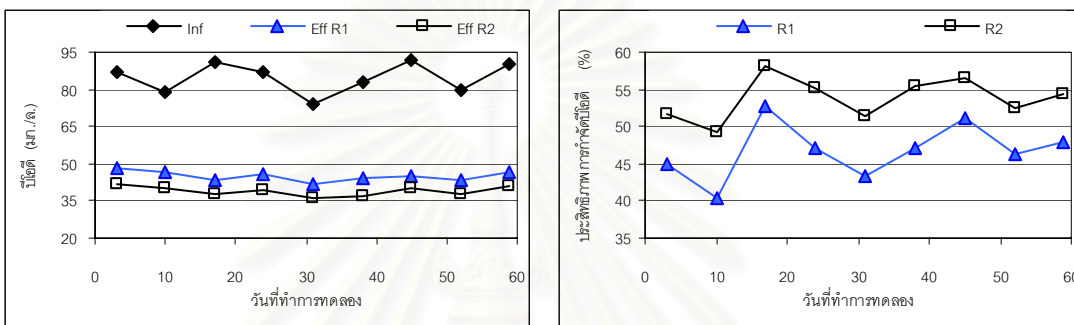 Inf Eff R1 Eff R2
บีโอดี (มก./ล.)
95
80
65
50
35
20
0 10 20 30 40 50 60
วันที่ทำการทดลอง
R1 R2
ประสิทธิภาพการกำจัดบีโอดี (%)
60
55
50
45
40
35
0 10 20 30 40 50 60
วันที่ทำการทดลอง